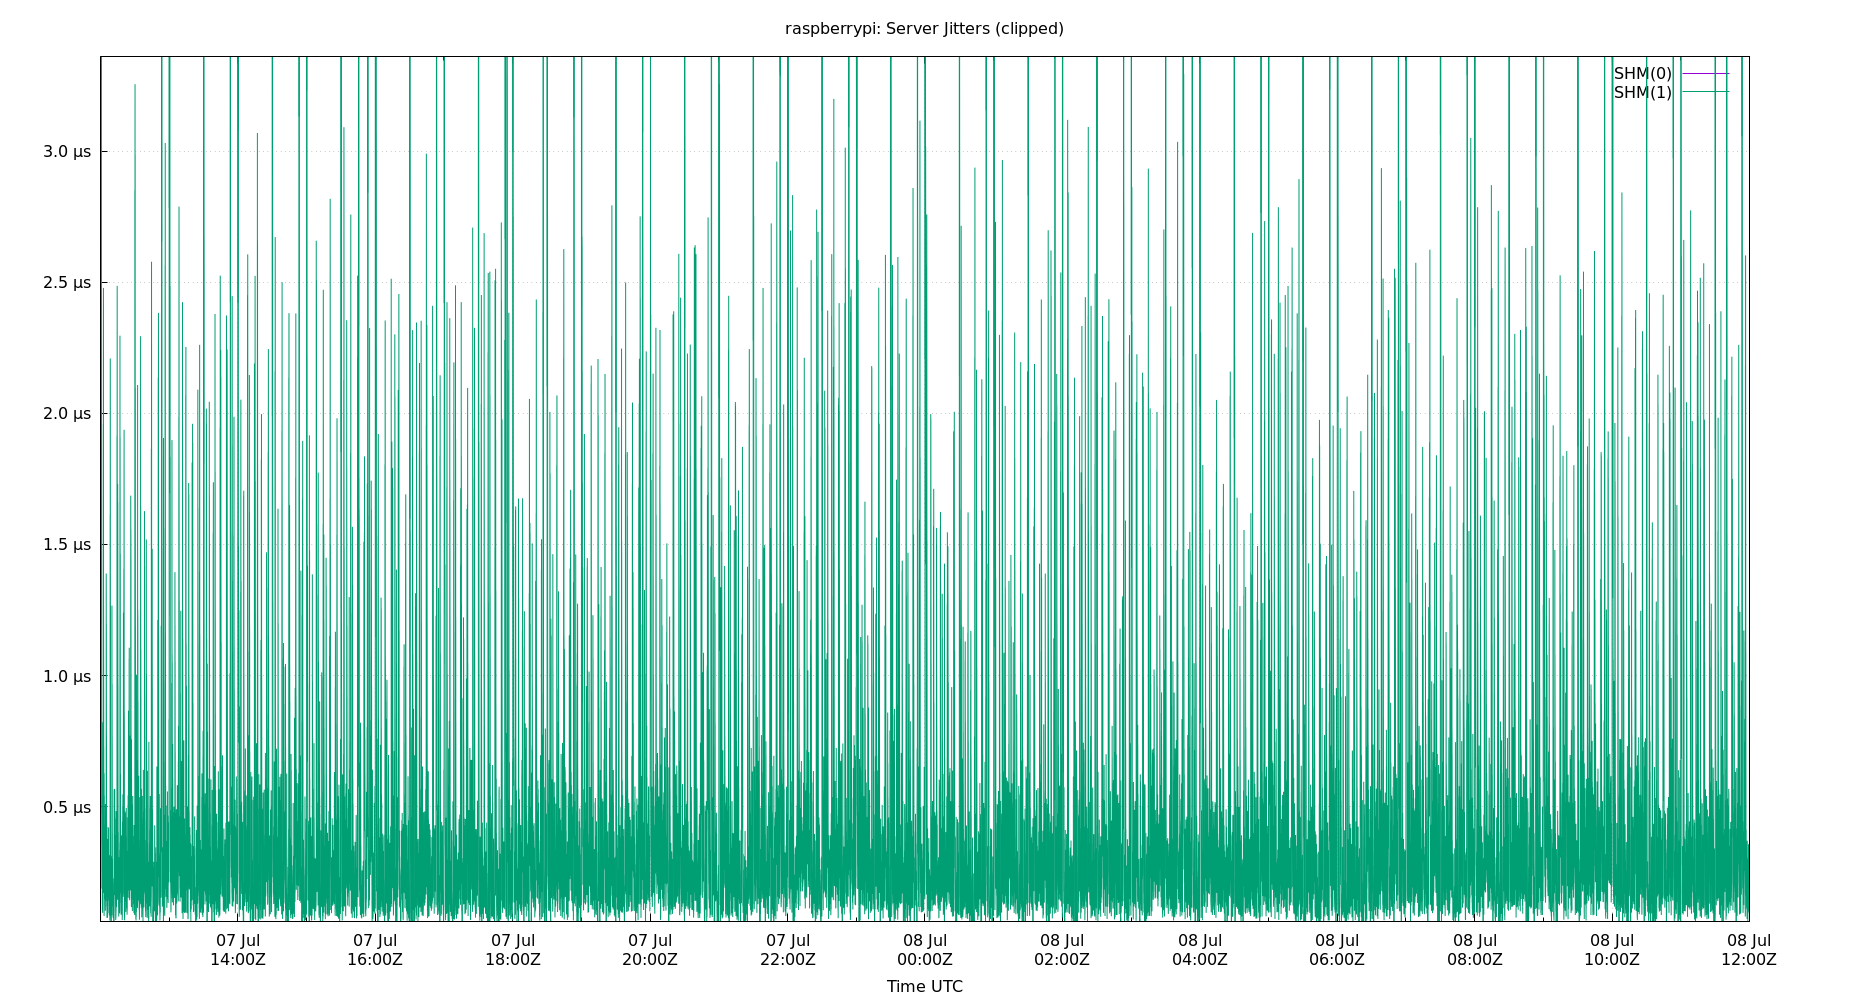 raspberrypi: Server Jitters (clipped)
SHM(0)
SHM(1)
3.0 µs
2.5 µs
2.0 µs
1.5 µs
1.0 µs
0.5 µs
07 Jul 07 Jul 07 Jul 07 Jul 07 Jul 08 Jul 08 Jul 08 Jul 08 Jul 08 Jul 08 Jul 08 Jul
14:00Z 16:00Z 18:00Z 20:00Z 22:00Z 00:00Z 02:00Z 04:00Z 06:00Z 08:00Z 10:00Z 12:00Z
Time UTC